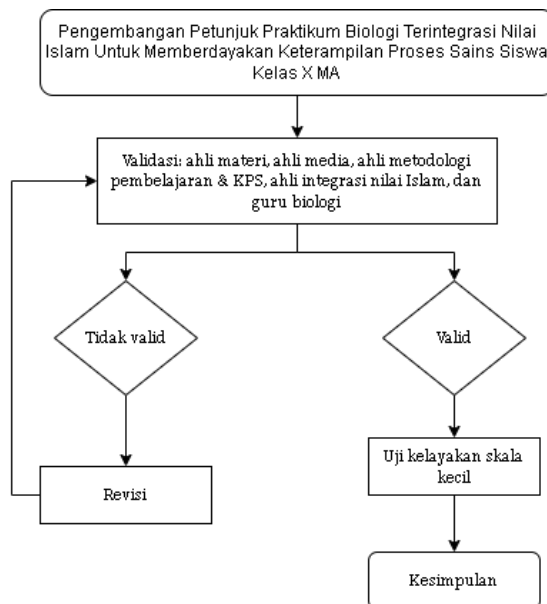 Pengembangan Petunjuk Praktikum Biologi Terintegrasi Nilai
Islam Untuk Memberdayakan Keterampilan Proses Sains Siswa
Kelas X MA
Validasi: ahli materi, ahli media, ahli metodologi
pembelajaran & KPS, ahli integrasi nilai Islam, dan
guru biologi
Tidak valid
Valid
Revisi
Uji kelayakan skala
kecil
Kesimpulan